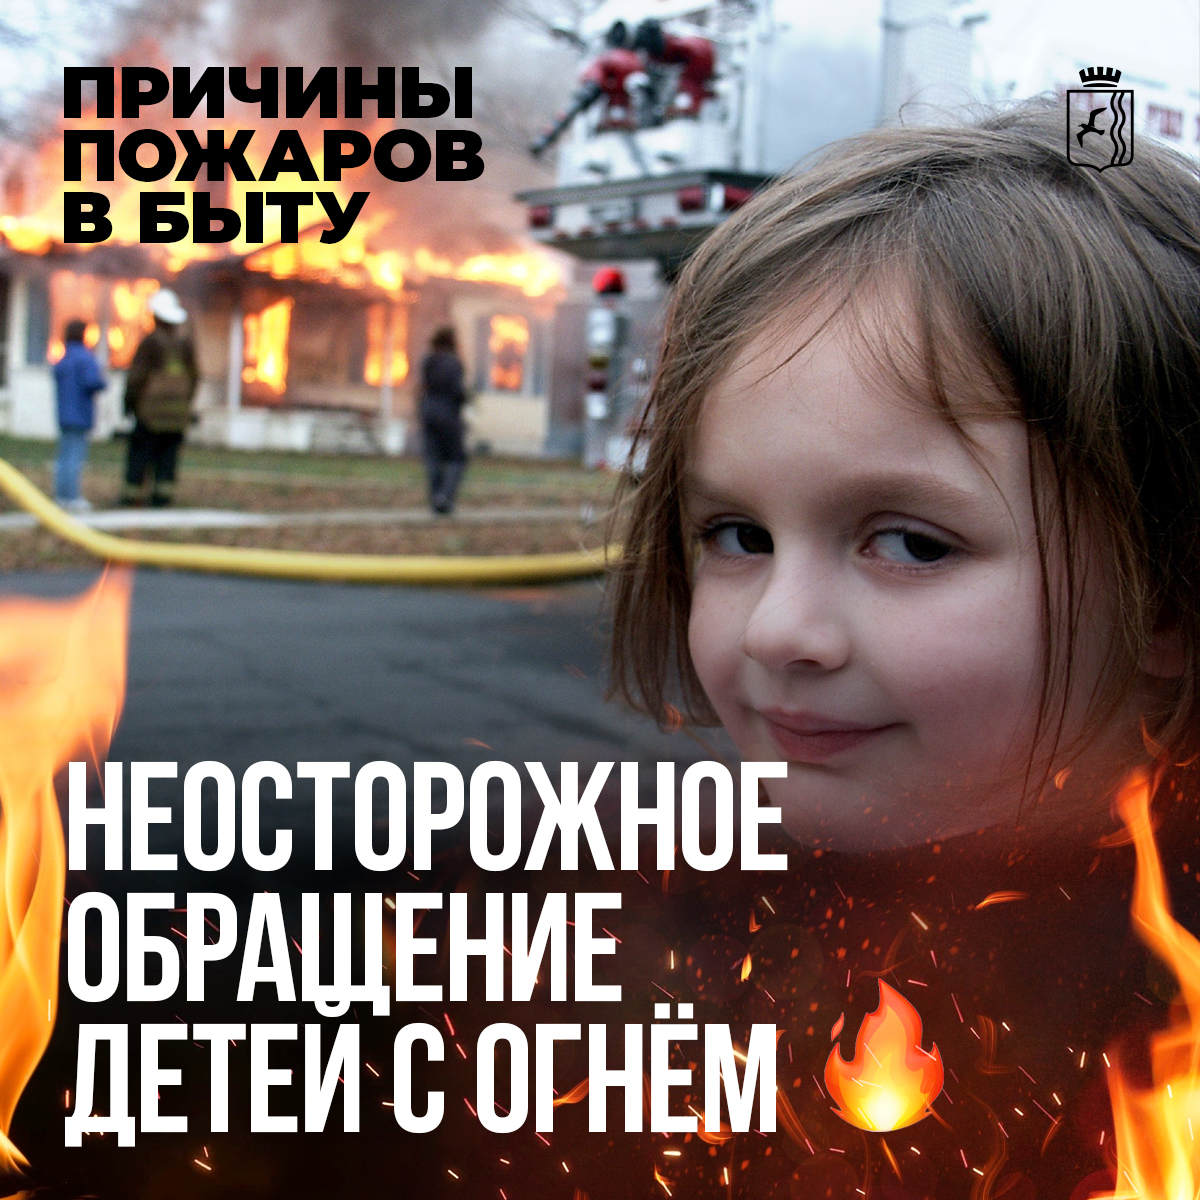 ПРИЧИНЫ
ПОЖАРОВ
В БЫТУ
НЕОСТОРОЖНОЕ
ОБРАЩЕНИЕ
ДЕТЕЙ С ОГНЁМ